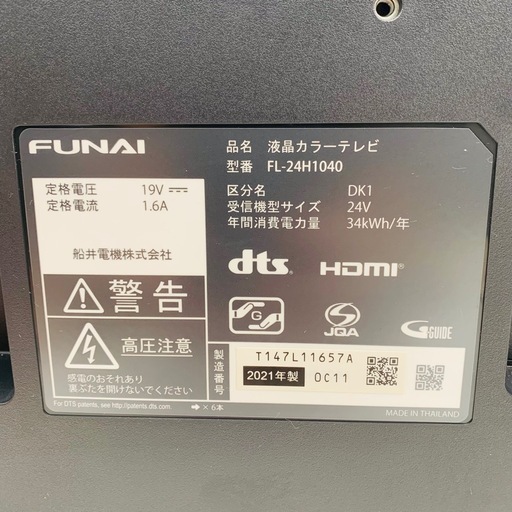 FUNAI
品名 液晶カラーテレビ
型番 FL-24H1040
定格電圧 19V
定格電流 1.6A
区分名 DK1
受信機型サイズ 24V
年間消費電力量 34kWh/年
船井電機株式会社
dts
HDMI®
警告
高圧注意
感電のおそれあり
裏ぶたを開けないでください
For DTS patents, see http://patents.dts.com.
➡ × 6本
G
JQA
G GUIDE
製造番号
T147L11657A
2021年製 0C11
MADE IN THAILAND